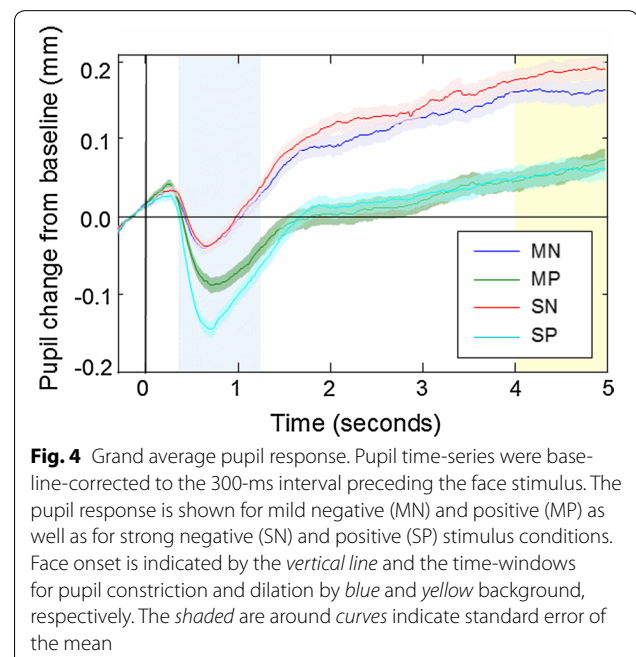 0.2
0.1
0.0
-0.1
-0.2
Pupil change from baseline (mm)
MN
MP
SN
SP
0 1 2 3 4 5
Time (seconds)
Fig. 4 Grand average pupil response. Pupil time-series were base-
line-corrected to the 300-ms interval preceding the face stimulus. The
pupil response is shown for mild negative (MN) and positive (MP) as
well as for strong negative (SN) and positive (SP) stimulus conditions.
Face onset is indicated by the vertical line and the time-windows
for pupil constriction and dilation by blue and yellow background,
respectively. The shaded are around curves indicate standard error of
the mean